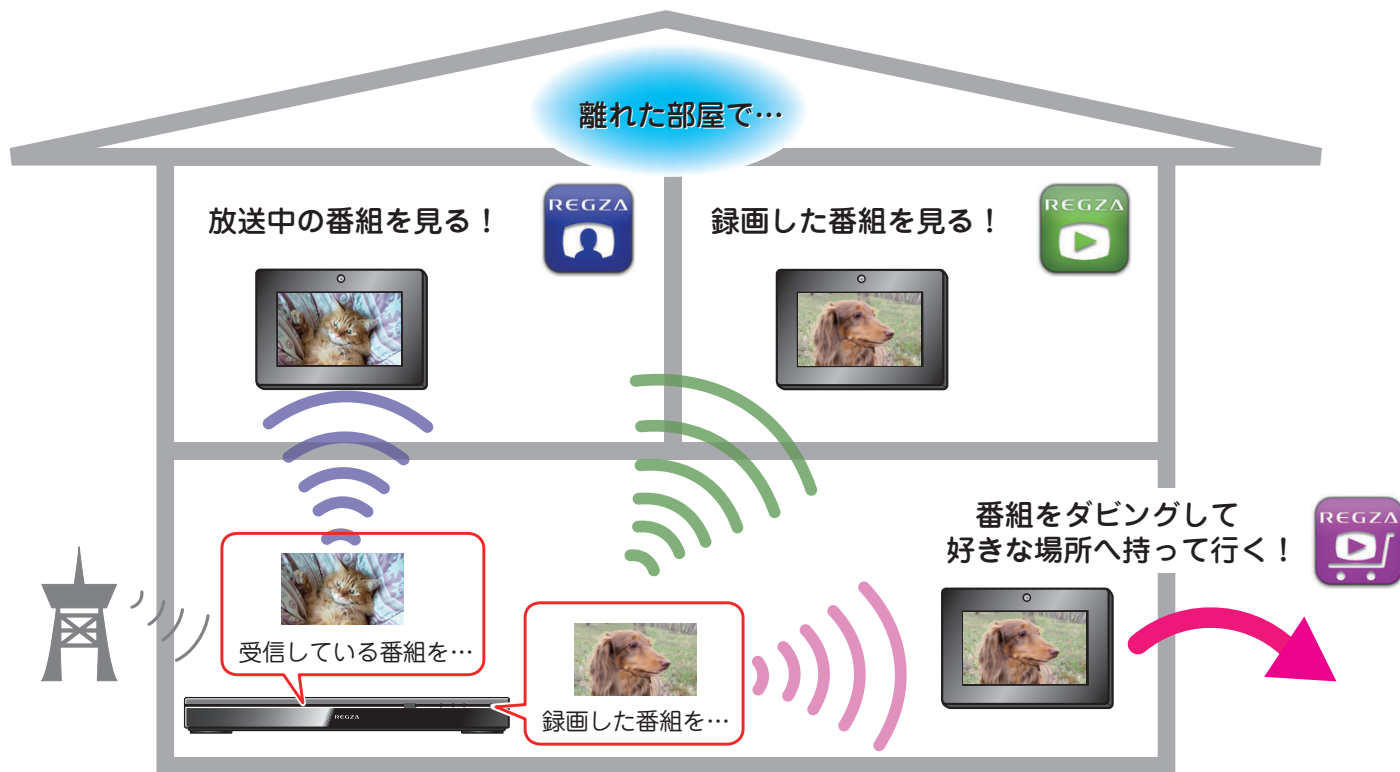 離れた部屋で…
放送中の番組を見る！
REGZA
録画した番組を見る！
REGZA
番組をダビングして
好きな場所へ持って行く！
REGZA
受信している番組を…
録画した番組を…
REGZA